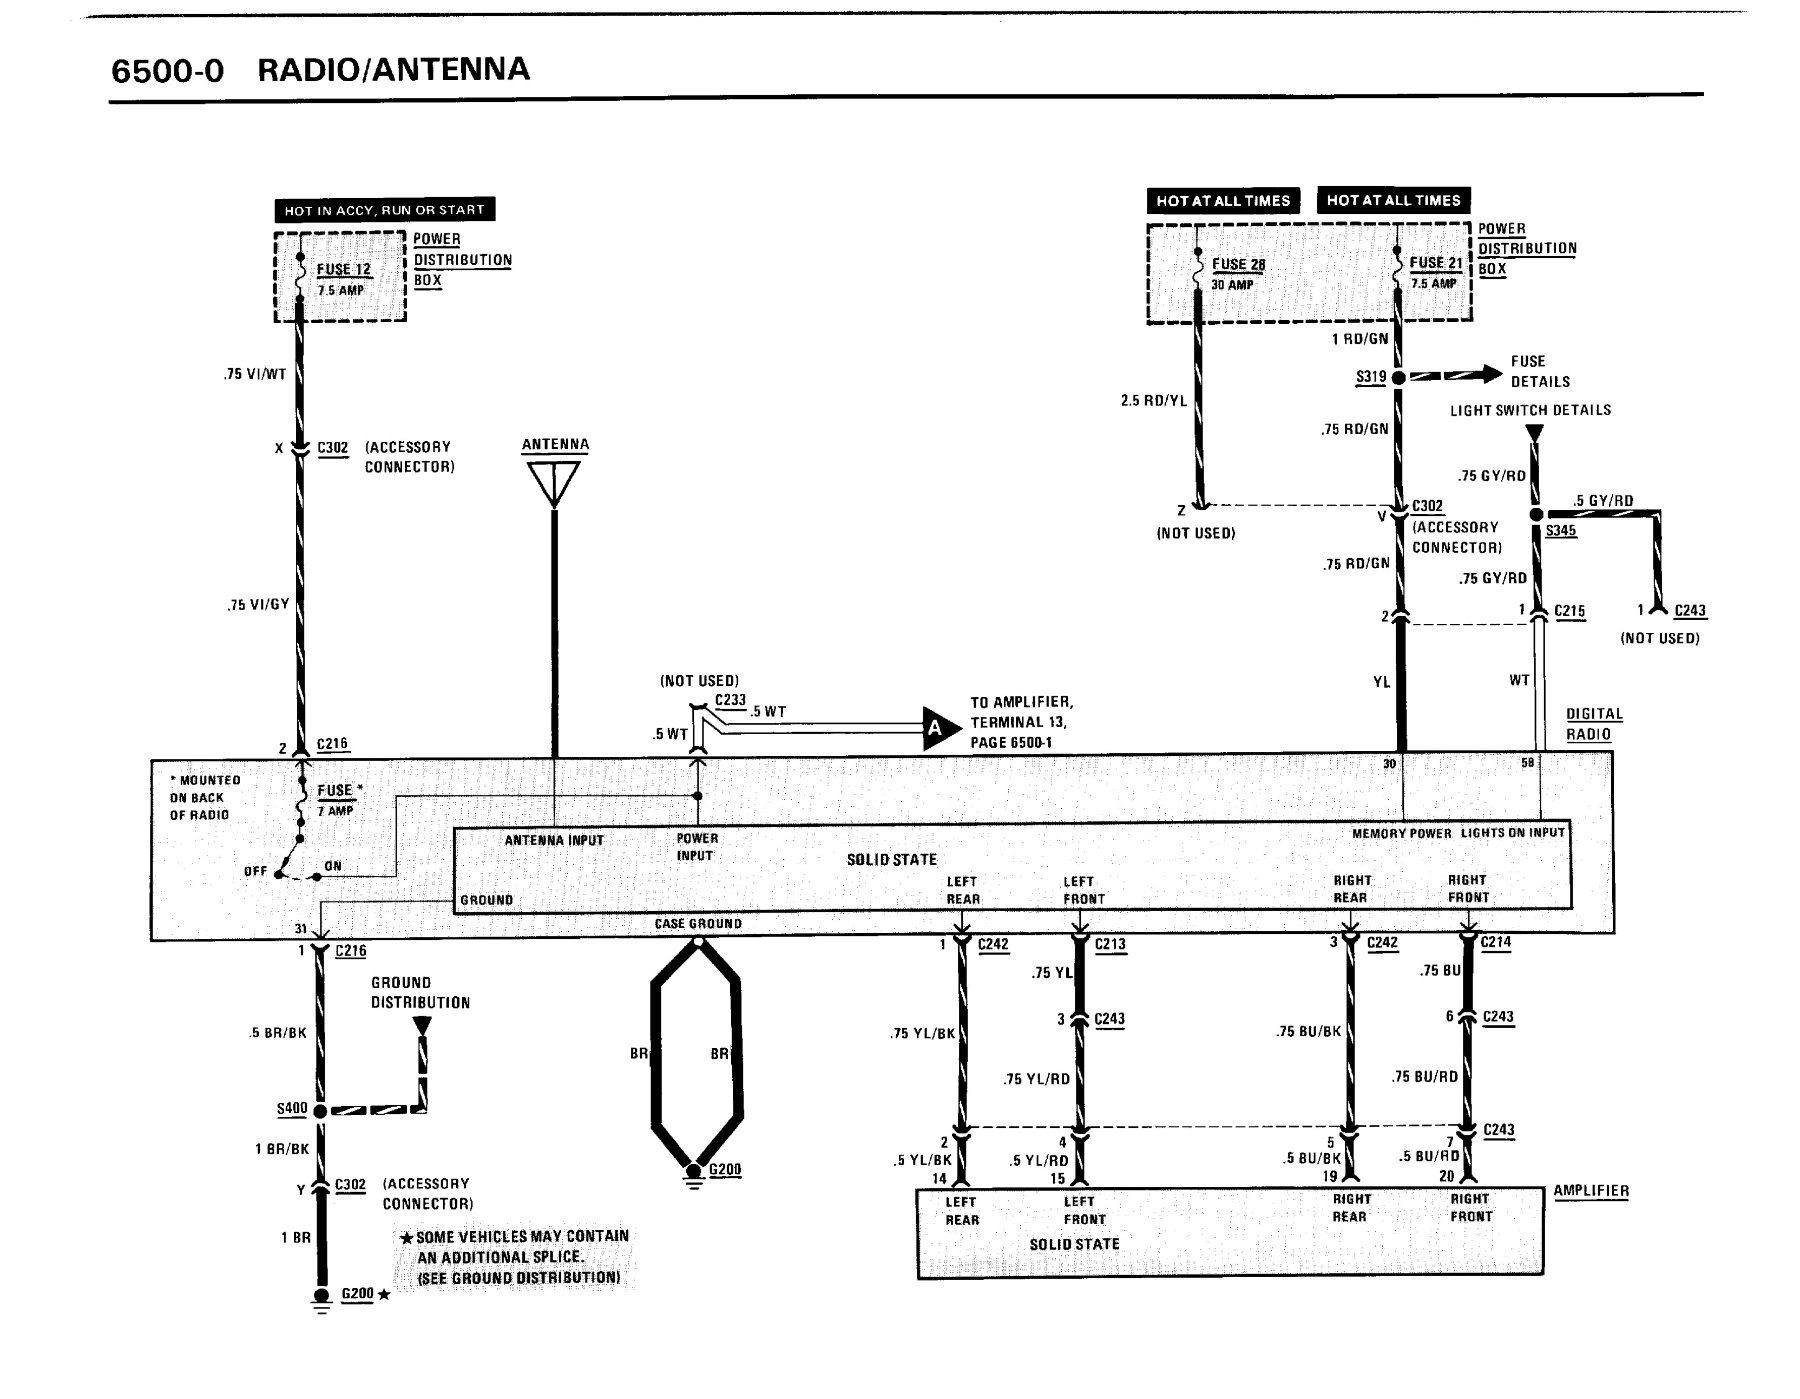 6500-0 RADIO/ANTENNA
HOT IN ACCY, RUN OR START
HOT AT ALL TIMES
HOT AT ALL TIMES
POWER
DISTRIBUTION
BOX
FUSE 12
7.5 AMP
POWER
DISTRIBUTION
BOX
FUSE 28
30 AMP
FUSE 21
7.5 AMP
1 RD/GN
S319
FUSE
DETAILS
.75 VI/WT
2.5 RD/YL
LIGHT SWITCH DETAILS
.75 RD/GN
X
C302
(ACCESSORY
CONNECTOR)
ANTENNA
.75 GY/RD
.5 GY/RD
Z
(NOT USED)
V
C302
(ACCESSORY
CONNECTOR)
S345
.75 RD/GN
.75 GY/RD
.75 VI/GY
2
1
C215
1
C243
(NOT USED)
YL
WT
(NOT USED)
C233
.5 WT
.5 WT
A
TO AMPLIFIER,
TERMINAL 13,
PAGE 6500-1
DIGITAL
RADIO
2
C216
30
58
* MOUNTED
ON BACK
OF RADIO
FUSE *
7 AMP
OFF
ON
ANTENNA INPUT
POWER
INPUT
SOLID STATE
MEMORY POWER
LIGHTS ON INPUT
GROUND
LEFT
REAR
LEFT
FRONT
RIGHT
REAR
RIGHT
FRONT
31
CASE GROUND
1
C216
1
C242
C213
3
C242
C214
.75 YL
.75 BU
GROUND
DISTRIBUTION
3
C243
6
C243
.5 BR/BK
BR
BR
.75 YL/BK
.75 BU/BK
.75 YL/RD
.75 BU/RD
S400
1 BR/BK
2
4
5
7
C243
.5 YL/BK
.5 YL/RD
.5 BU/BK
.5 BU/RD
14
15
19
20
Y
C302
(ACCESSORY
CONNECTOR)
G200
AMPLIFIER
LEFT
REAR
LEFT
FRONT
RIGHT
REAR
RIGHT
FRONT
SOLID STATE
1 BR
★ SOME VEHICLES MAY CONTAIN
AN ADDITIONAL SPLICE.
(SEE GROUND DISTRIBUTION)
G200 ★